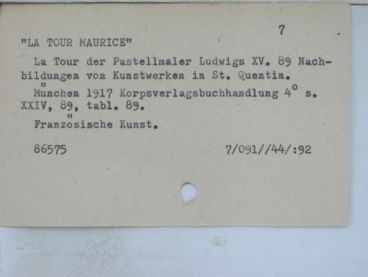 7
"LA TOUR MAURICE"
La Tour der Pastellmaler Ludwigs XV. 89 Nach-
bildungen von Kunstwerken in St. Quentin.
München 1917 Korpsverlagsbuchhandlung 4° s.
XXIV, 89, tabl. 89.
Französische Kunst.
86575 7/091//44/:92